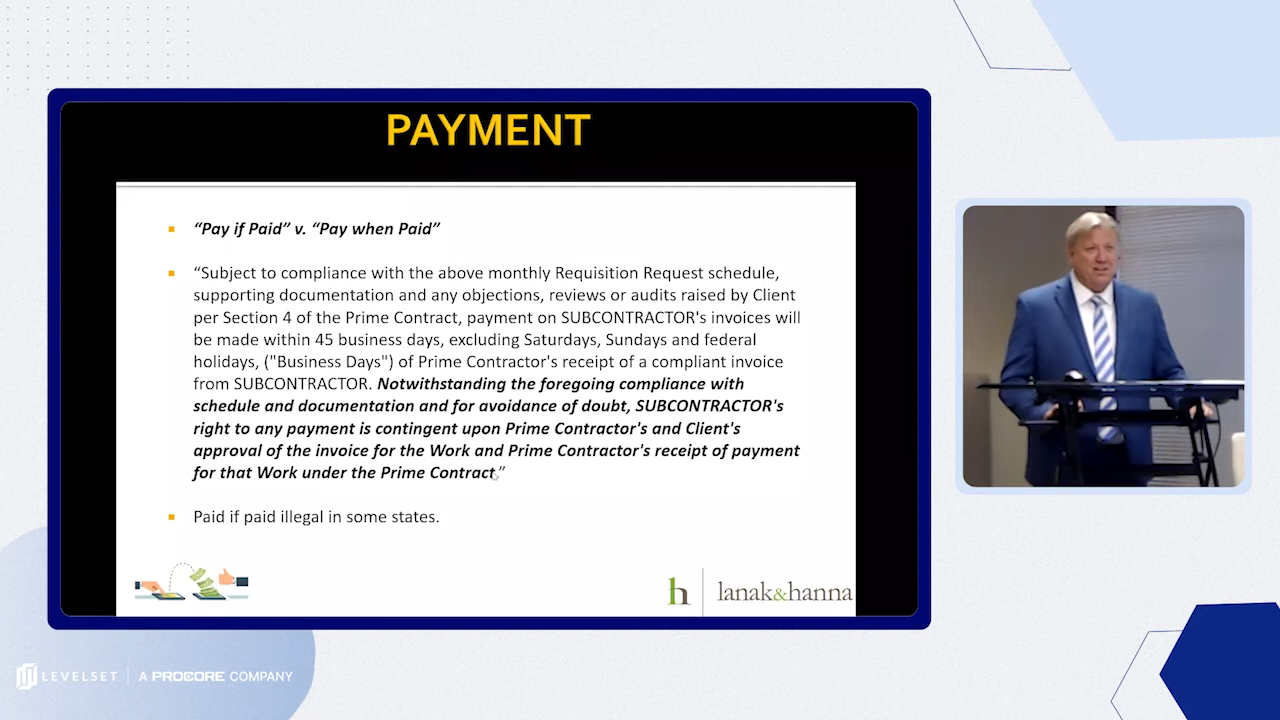 PAYMENT
“Pay if Paid” v. “Pay when Paid”
“Subject to compliance with the above monthly Requisition Request schedule,
supporting documentation and any objections, reviews or audits raised by Client
per Section 4 of the Prime Contract, payment on SUBCONTRACTOR's invoices will
be made within 45 business days, excluding Saturdays, Sundays and federal
holidays, ("Business Days") of Prime Contractor's receipt of a compliant invoice
from SUBCONTRACTOR. Notwithstanding the foregoing compliance with
schedule and documentation and for avoidance of doubt, SUBCONTRACTOR's
right to any payment is contingent upon Prime Contractor's and Client's
approval of the invoice for the Work and Prime Contractor's receipt of payment
for that Work under the Prime Contract.”
Paid if paid illegal in some states.
h lanak&hanna
LEVELSET A PROCORE COMPANY